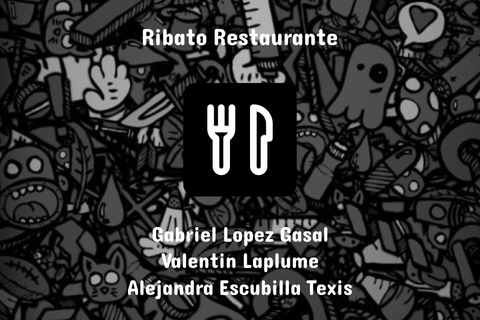 Ribato Restaurante
Gabriel Lopez Gasal
Valentin Laplume
Alejandra Escubilla Texis